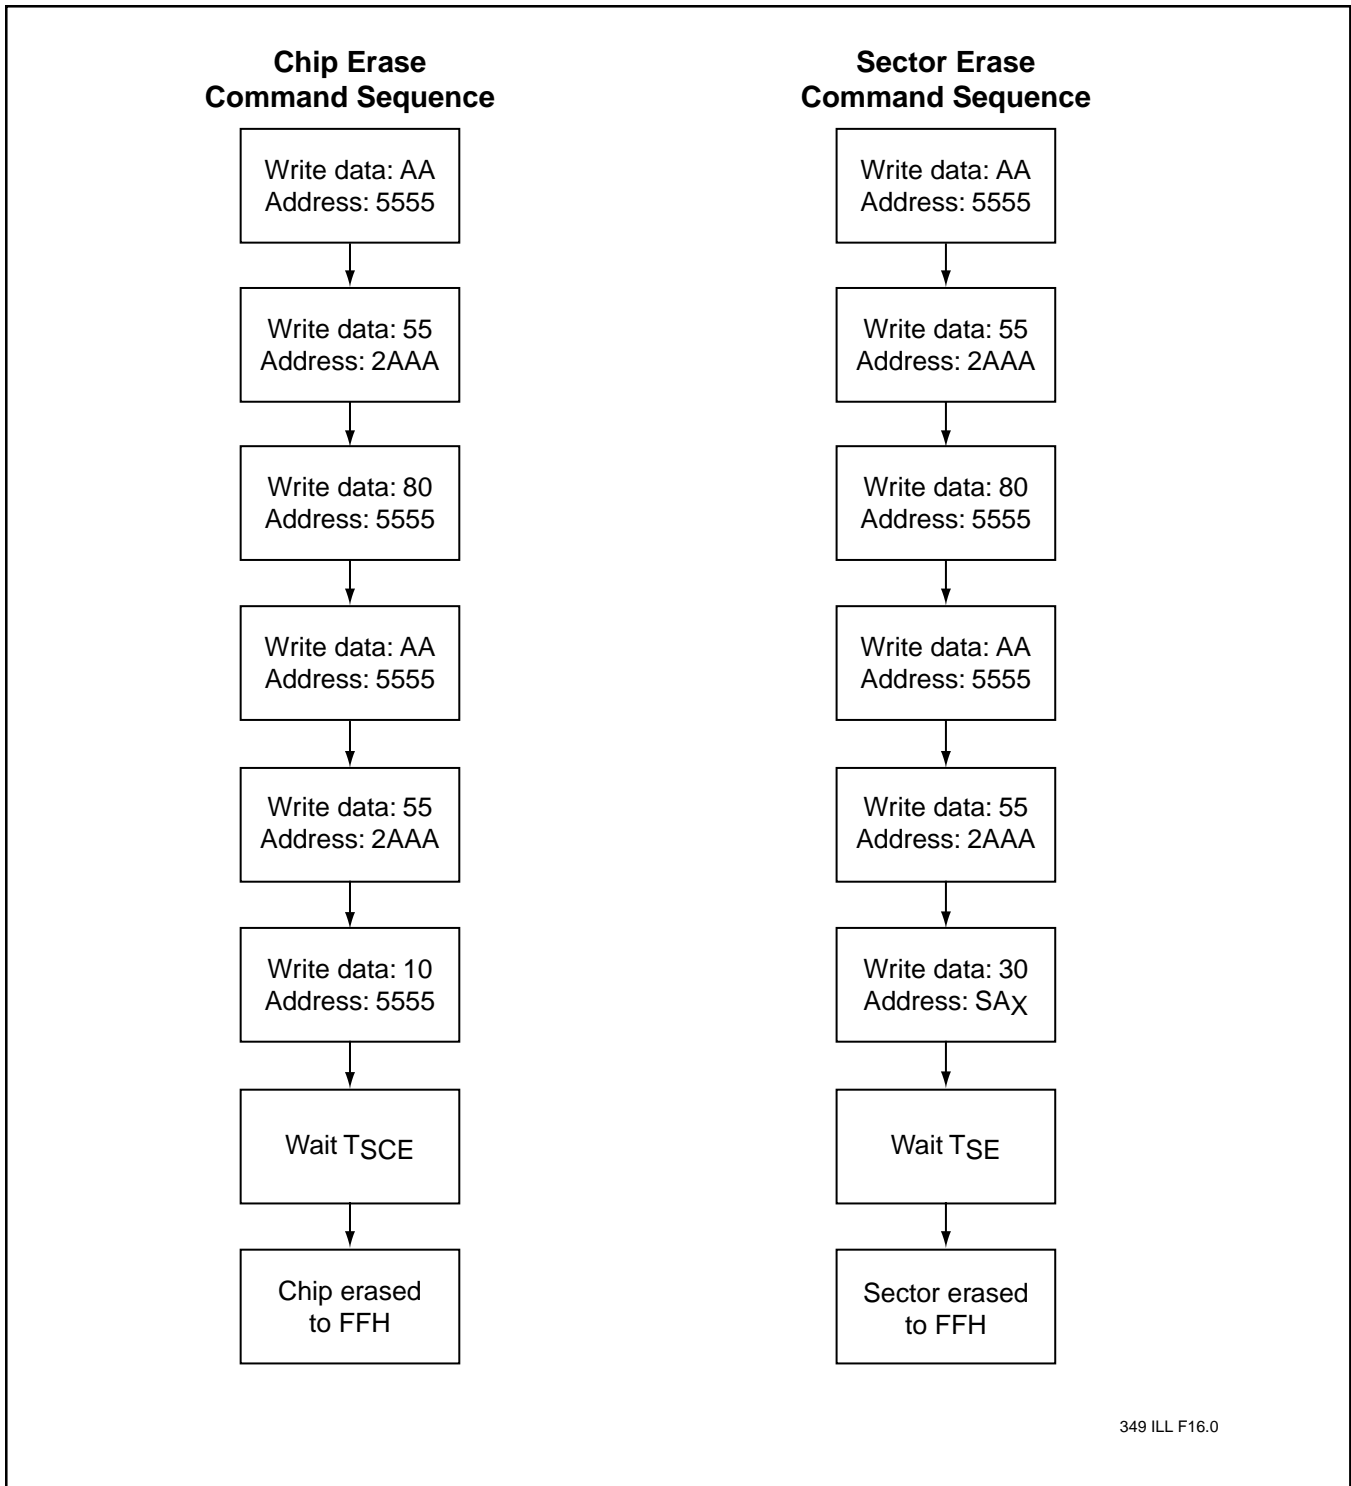 Chip Erase
Command Sequence
Write data: AA
Address: 5555
Write data: 55
Address: 2AAA
Write data: 80
Address: 5555
Write data: AA
Address: 5555
Write data: 55
Address: 2AAA
Write data: 10
Address: 5555
Wait TSCE
Chip erased
to FFH
Sector Erase
Command Sequence
Write data: AA
Address: 5555
Write data: 55
Address: 2AAA
Write data: 80
Address: 5555
Write data: AA
Address: 5555
Write data: 55
Address: 2AAA
Write data: 30
Address: SAX
Wait TSE
Sector erased
to FFH
349 ILL F16.0